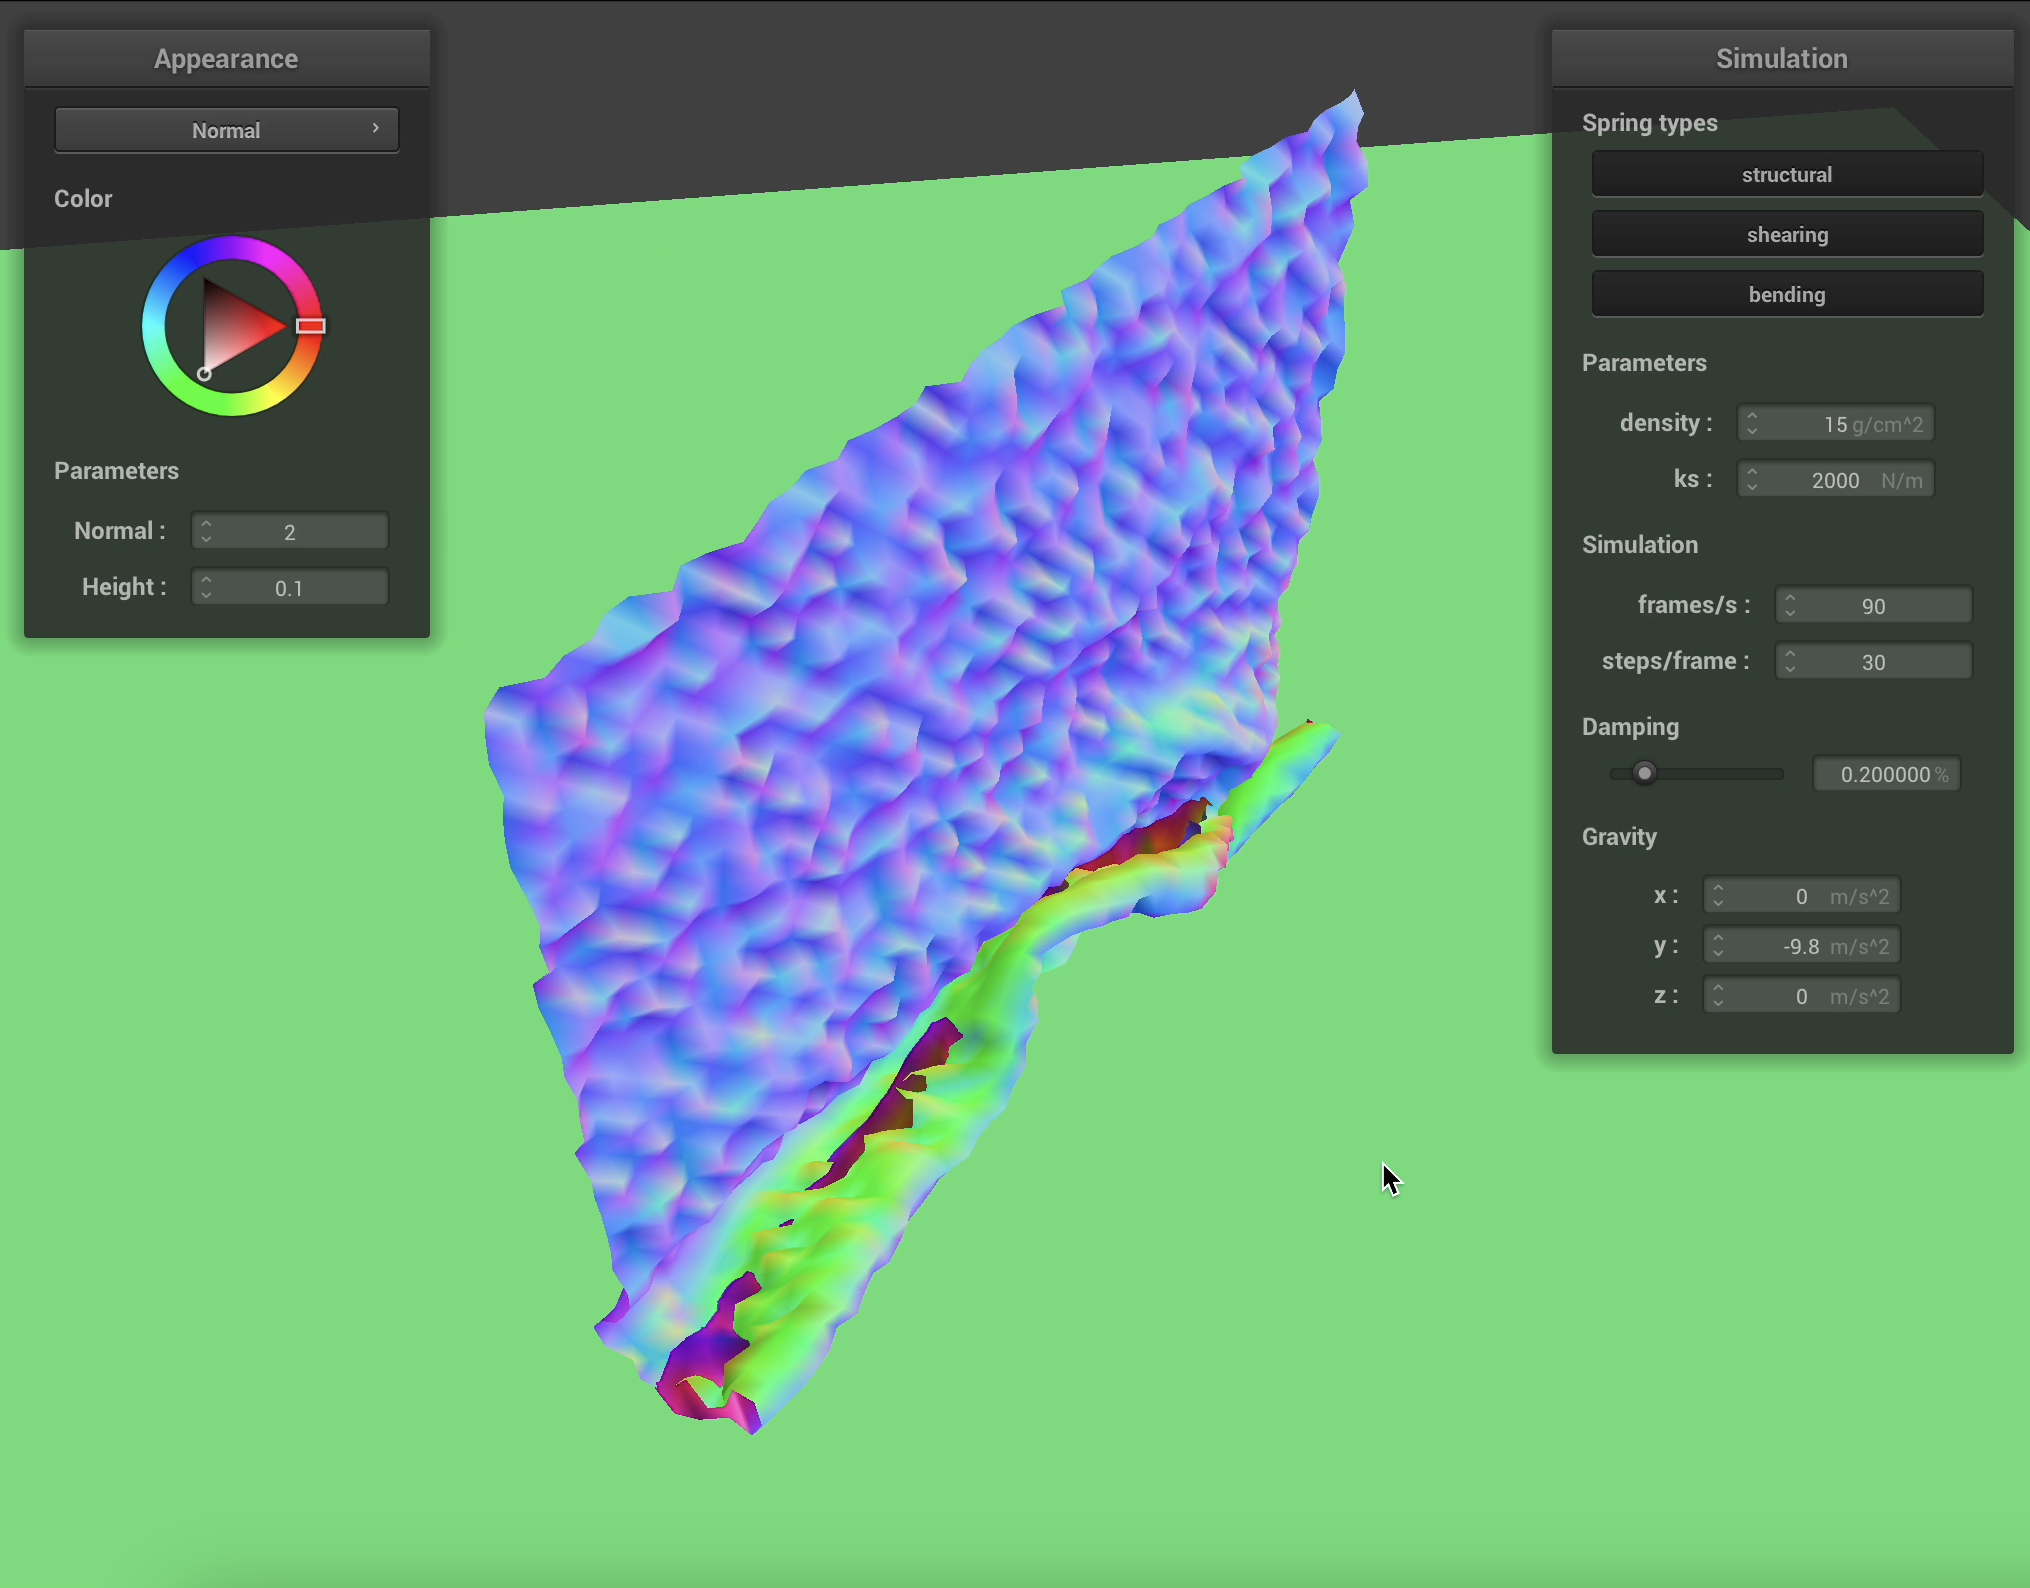 Appearance
Normal
Color
Parameters
Normal : 2
Height : 0.1
Simulation
Spring types
structural
shearing
bending
Parameters
density : 15 g/cm^2
ks : 2000 N/m
Simulation
frames/s : 90
steps/frame : 30
Damping
0.200000 %
Gravity
x : 0 m/s^2
y : -9.8 m/s^2
z : 0 m/s^2